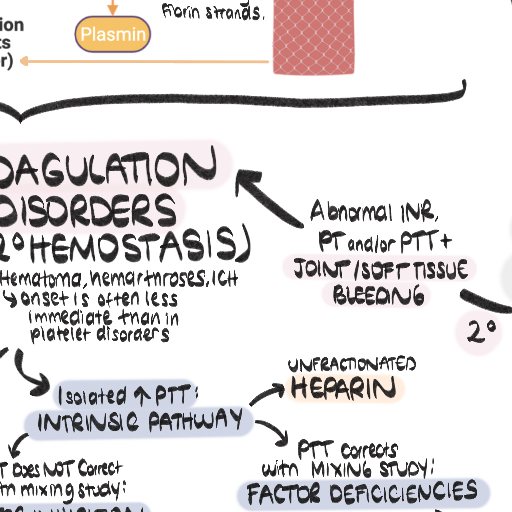 Fibrin strands.
Plasmin
DISORDERS
HEMOSTASIS)
Hematoma, hemarthroses, ICH
↳ onset is often less
immediate than in
platelet disorders
Abnormal INR,
PT and/or PTT +
JOINT/SOFT TISSUE
BLEEDING
2°
Isolated ↑ PTT:
INTRINSIC PATHWAY
UNFRACTIONATED
HEPARIN
PTT corrects
with MIXING STUDY:
FACTOR DEFICICIENCIES
DOES NOT Correct
mixing study: